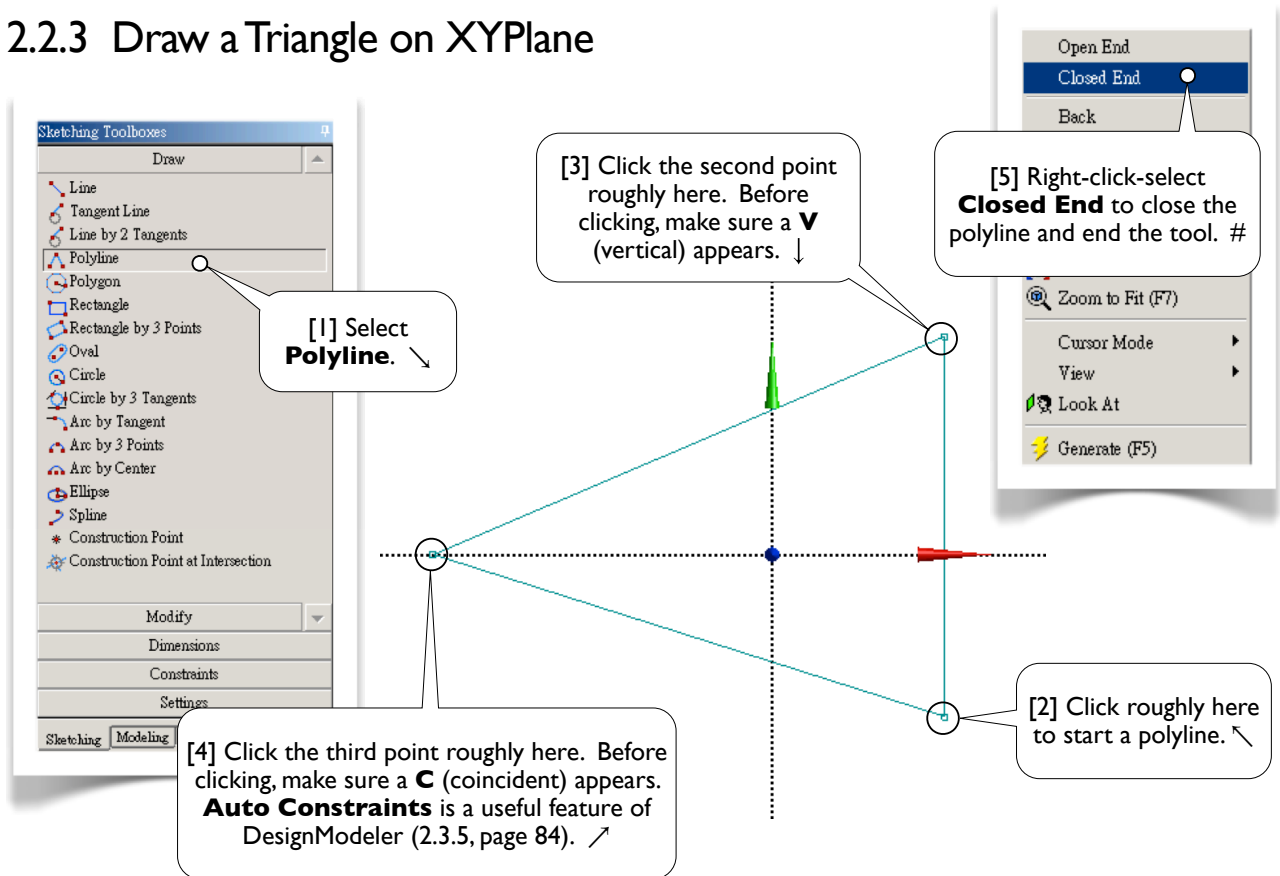 2.2.3 Draw a Triangle on XYPlane
Sketching Toolboxes
Draw
Line
Tangent Line
Line by 2 Tangents
Polyline
Polygon
Rectangle
Rectangle by 3 Points
Oval
Circle
Circle by 3 Tangents
Arc by Tangent
Arc by 3 Points
Arc by Center
Ellipse
Spline
Construction Point
Construction Point at Intersection
Modify
Dimensions
Constraints
Settings
Sketching Modeling
[1] Select
Polyline. ↘
[3] Click the second point
roughly here. Before
clicking, make sure a V
(vertical) appears. ↓
Open End
Closed End
Back
[5] Right-click-select
Closed End to close the
polyline and end the tool. #
Zoom to Fit (F7)
Cursor Mode
View
Look At
Generate (F5)
[2] Click roughly here
to start a polyline. ↖
[4] Click the third point roughly here. Before
clicking, make sure a C (coincident) appears.
Auto Constraints is a useful feature of
DesignModeler (2.3.5, page 84). ↗